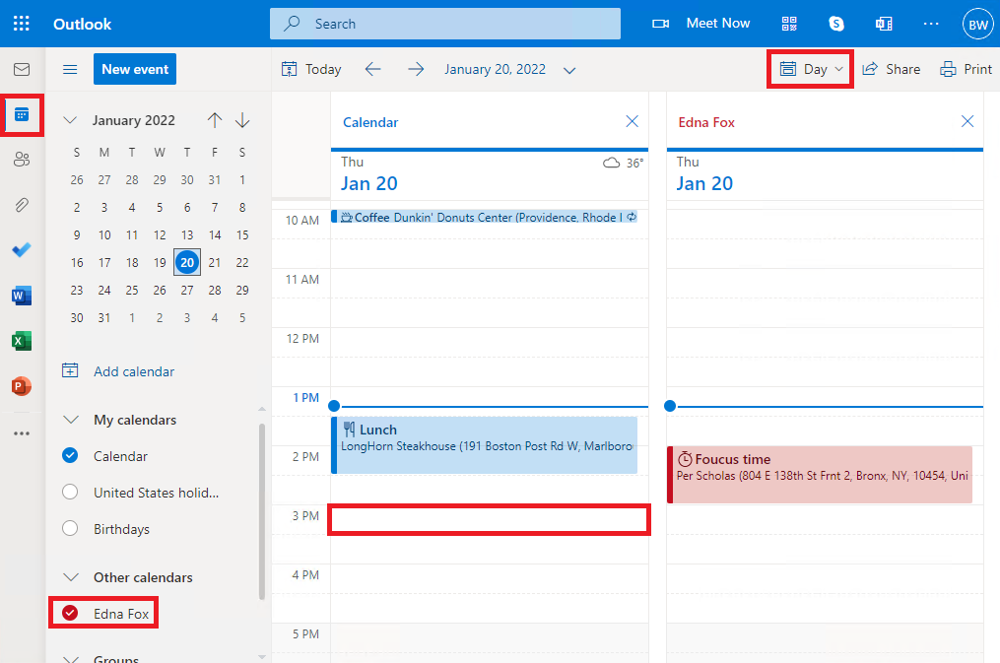 Outlook
Search
Meet Now
BW
New event
Today
January 20, 2022
Day
Share
Print
January 2022
S M T W T F S
26 27 28 29 30 31 1
2 3 4 5 6 7 8
9 10 11 12 13 14 15
16 17 18 19 20 21 22
23 24 25 26 27 28 29
30 31 1 2 3 4 5
Add calendar
My calendars
Calendar
United States holid...
Birthdays
Other calendars
Edna Fox
Groups
Calendar
Thu
36°
Jan 20
Edna Fox
Thu
Jan 20
10 AM
Coffee Dunkin' Donuts Center (Providence, Rhode I
11 AM
12 PM
1 PM
Lunch
LongHorn Steakhouse (191 Boston Post Rd W, Marlboro
2 PM
Foucus time
Per Scholas (804 E 138th St Frnt 2, Bronx, NY, 10454, Uni
3 PM
4 PM
5 PM